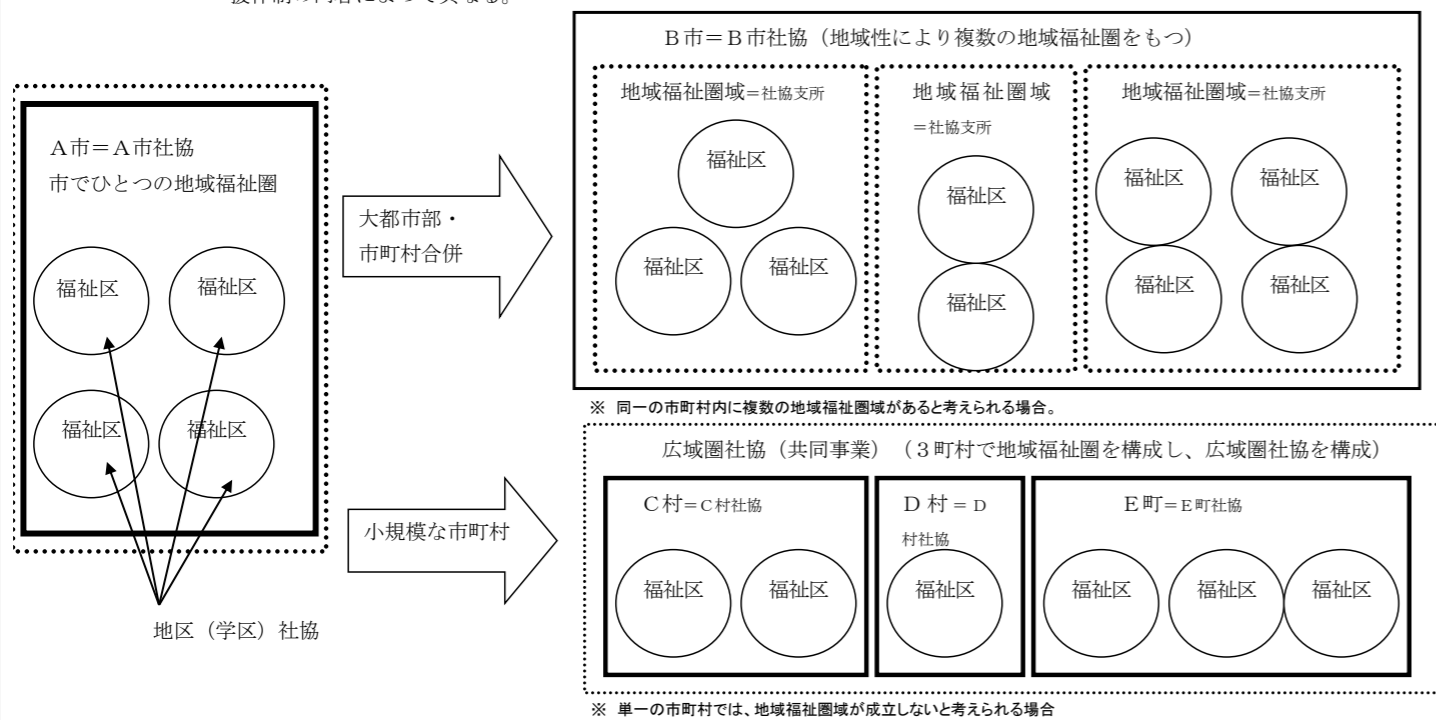 A市＝A市社協
市でひとつの地域福祉圏
福祉区
福祉区
福祉区
福祉区
地区（学区）社協
大都市部・
市町村合併
小規模な市町村
B市＝B市社協（地域性により複数の地域福祉圏をもつ）
地域福祉圏域＝社協支所
福祉区
福祉区
福祉区
地域福祉圏域
＝社協支所
福祉区
福祉区
地域福祉圏域＝社協支所
福祉区
福祉区
福祉区
福祉区
※ 同一の市町村内に複数の地域福祉圏域があると考えられる場合。
広域圏社協（共同事業）（３町村で地域福祉圏を構成し、広域圏社協を構成）
C村＝C村社協
福祉区
福祉区
D村＝D
村社協
福祉区
E町＝E町社協
福祉区
福祉区
福祉区
※ 単一の市町村では、地域福祉圏域が成立しないと考えられる場合